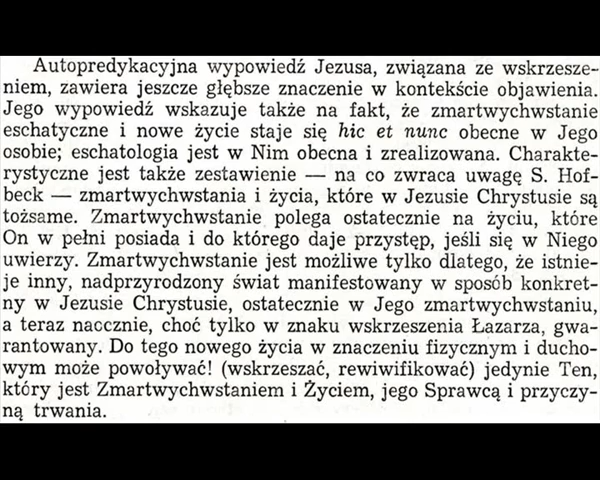 Autopredykacyjna wypowiedź Jezusa, związana ze wskrzesze-
niem, zawiera jeszcze głębsze znaczenie w kontekście objawienia.
Jego wypowiedź wskazuje także na fakt, że zmartwychwstanie
eschatyczne i nowe życie staje się hic et nunc obecne w Jego
osobie; eschatologia jest w Nim obecna i zrealizowana. Charakte-
rystyczne jest także zestawienie — na co zwraca uwagę S. Hof-
beck — zmartwychwstania i życia, które w Jezusie Chrystusie są
tożsame. Zmartwychwstanie polega ostatecznie na życiu, które
On w pełni posiada i do którego daje przystęp, jeśli się w Niego
uwierzy. Zmartwychwstanie jest możliwe tylko dlatego, że istnie-
je inny, nadprzyrodzony świat manifestowany w sposób konkret-
ny w Jezusie Chrystusie, ostatecznie w Jego zmartwychwstaniu,
a teraz naccznie, choć tylko w znaku wskrzeszenia Łazarza, gwa-
rantowany. Do tego nowego życia w znaczeniu fizycznym i ducho-
wym może powoływać! (wskrzeszać, rewiwifikować) jedynie Ten,
który jest Zmartwychwstaniem i Życiem, jego Sprawcą i przyczy-
ną trwania.